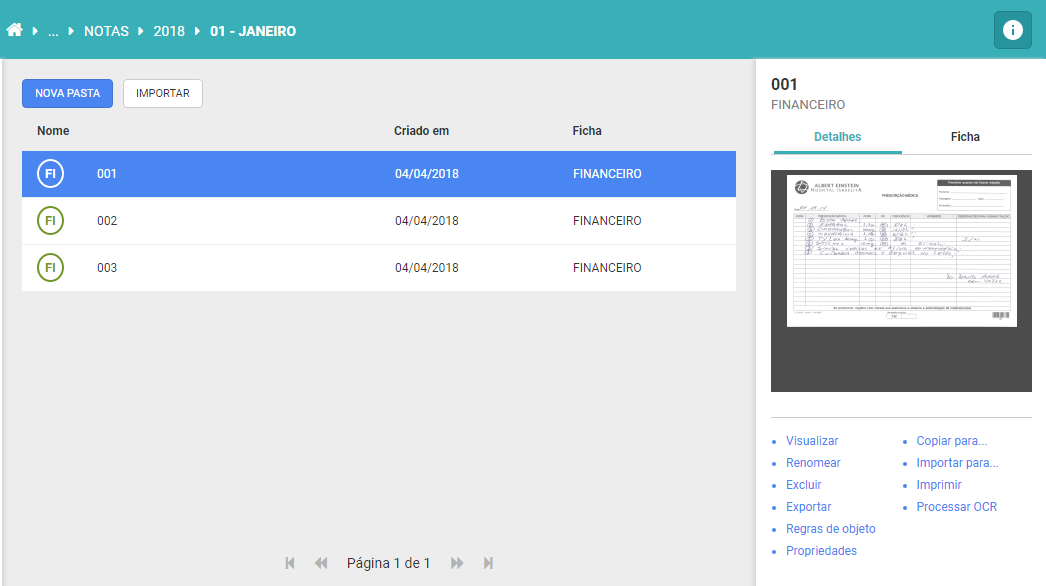 ... NOTAS 2018 01 - JANEIRO
NOVA PASTA IMPORTAR
Nome Criado em Ficha
FI 001 04/04/2018 FINANCEIRO
FI 002 04/04/2018 FINANCEIRO
FI 003 04/04/2018 FINANCEIRO
Página 1 de 1
001
FINANCEIRO
Detalhes Ficha
ALBERT EINSTEIN
HOSPITAL ISRAELITA
PRESCRIÇÃO MÉDICA
Visualizar
Renomear
Excluir
Exportar
Regras de objeto
Propriedades
Copiar para...
Importar para...
Imprimir
Processar OCR